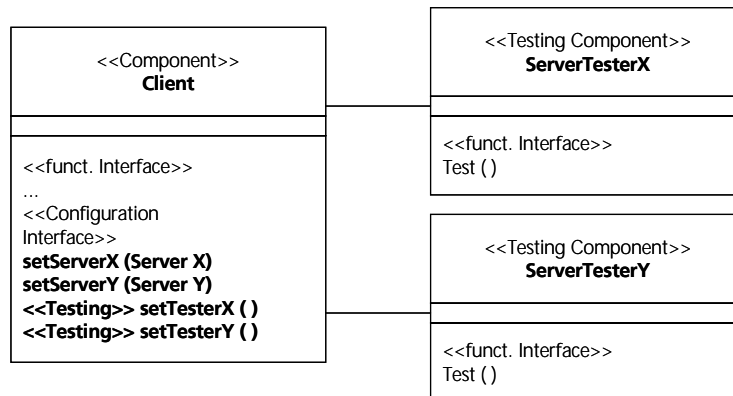 <<Component>>
Client
<<funct. Interface>>
...
<<Configuration
Interface>>
setServerX (Server X)
setServerY (Server Y)
<<Testing>> setTesterX ( )
<<Testing>> setTesterY ( )
<<Testing Component>>
ServerTesterX
<<funct. Interface>>
Test ( )
<<Testing Component>>
ServerTesterY
<<funct. Interface>>
Test ( )